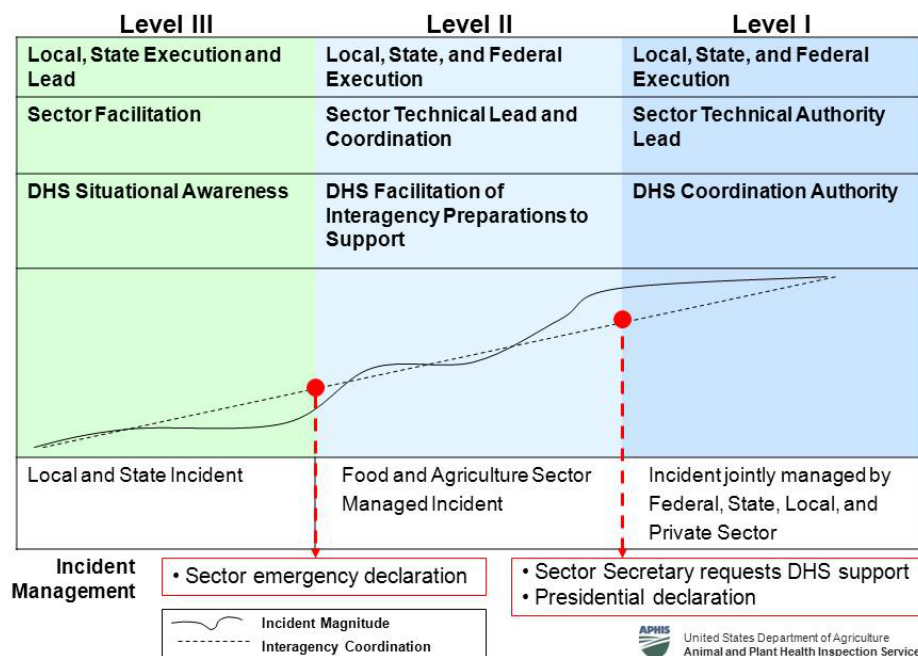 Level III
Level II
Level I
Local, State Execution and
Lead
Local, State, and Federal
Execution
Local, State, and Federal
Execution
Sector Facilitation
Sector Technical Lead and
Coordination
Sector Technical Authority
Lead
DHS Situational Awareness
DHS Facilitation of
Interagency Preparations to
Support
DHS Coordination Authority
Local and State Incident
Food and Agriculture Sector
Managed Incident
Incident jointly managed by
Federal, State, Local, and
Private Sector
Incident
Management
• Sector emergency declaration
• Sector Secretary requests DHS support
• Presidential declaration
Incident Magnitude
Interagency Coordination
APHIS
United States Department of Agriculture
Animal and Plant Health Inspection Service